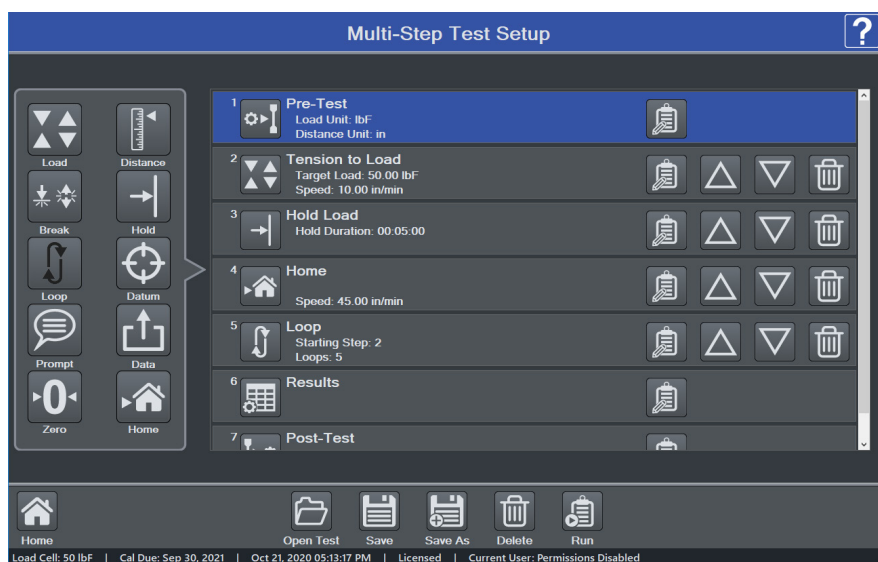 Multi-Step Test Setup
?
Load
Distance
Break
Hold
Loop
Datum
Prompt
Data
0
Zero
Home
1
Pre-Test
Load Unit: lbF
Distance Unit: in
2
Tension to Load
Target Load: 50.00 lbF
Speed: 10.00 in/min
3
Hold Load
Hold Duration: 00:05:00
4
Home
Speed: 45.00 in/min
5
Loop
Starting Step: 2
Loops: 5
6
Results
7
Post-Test
Home
Open Test
Save
Save As
Delete
Run
Load Cell: 50 lbF | Cal Due: Sep 30, 2021 | Oct 21, 2020 05:13:17 PM | Licensed | Current User: Permissions Disabled